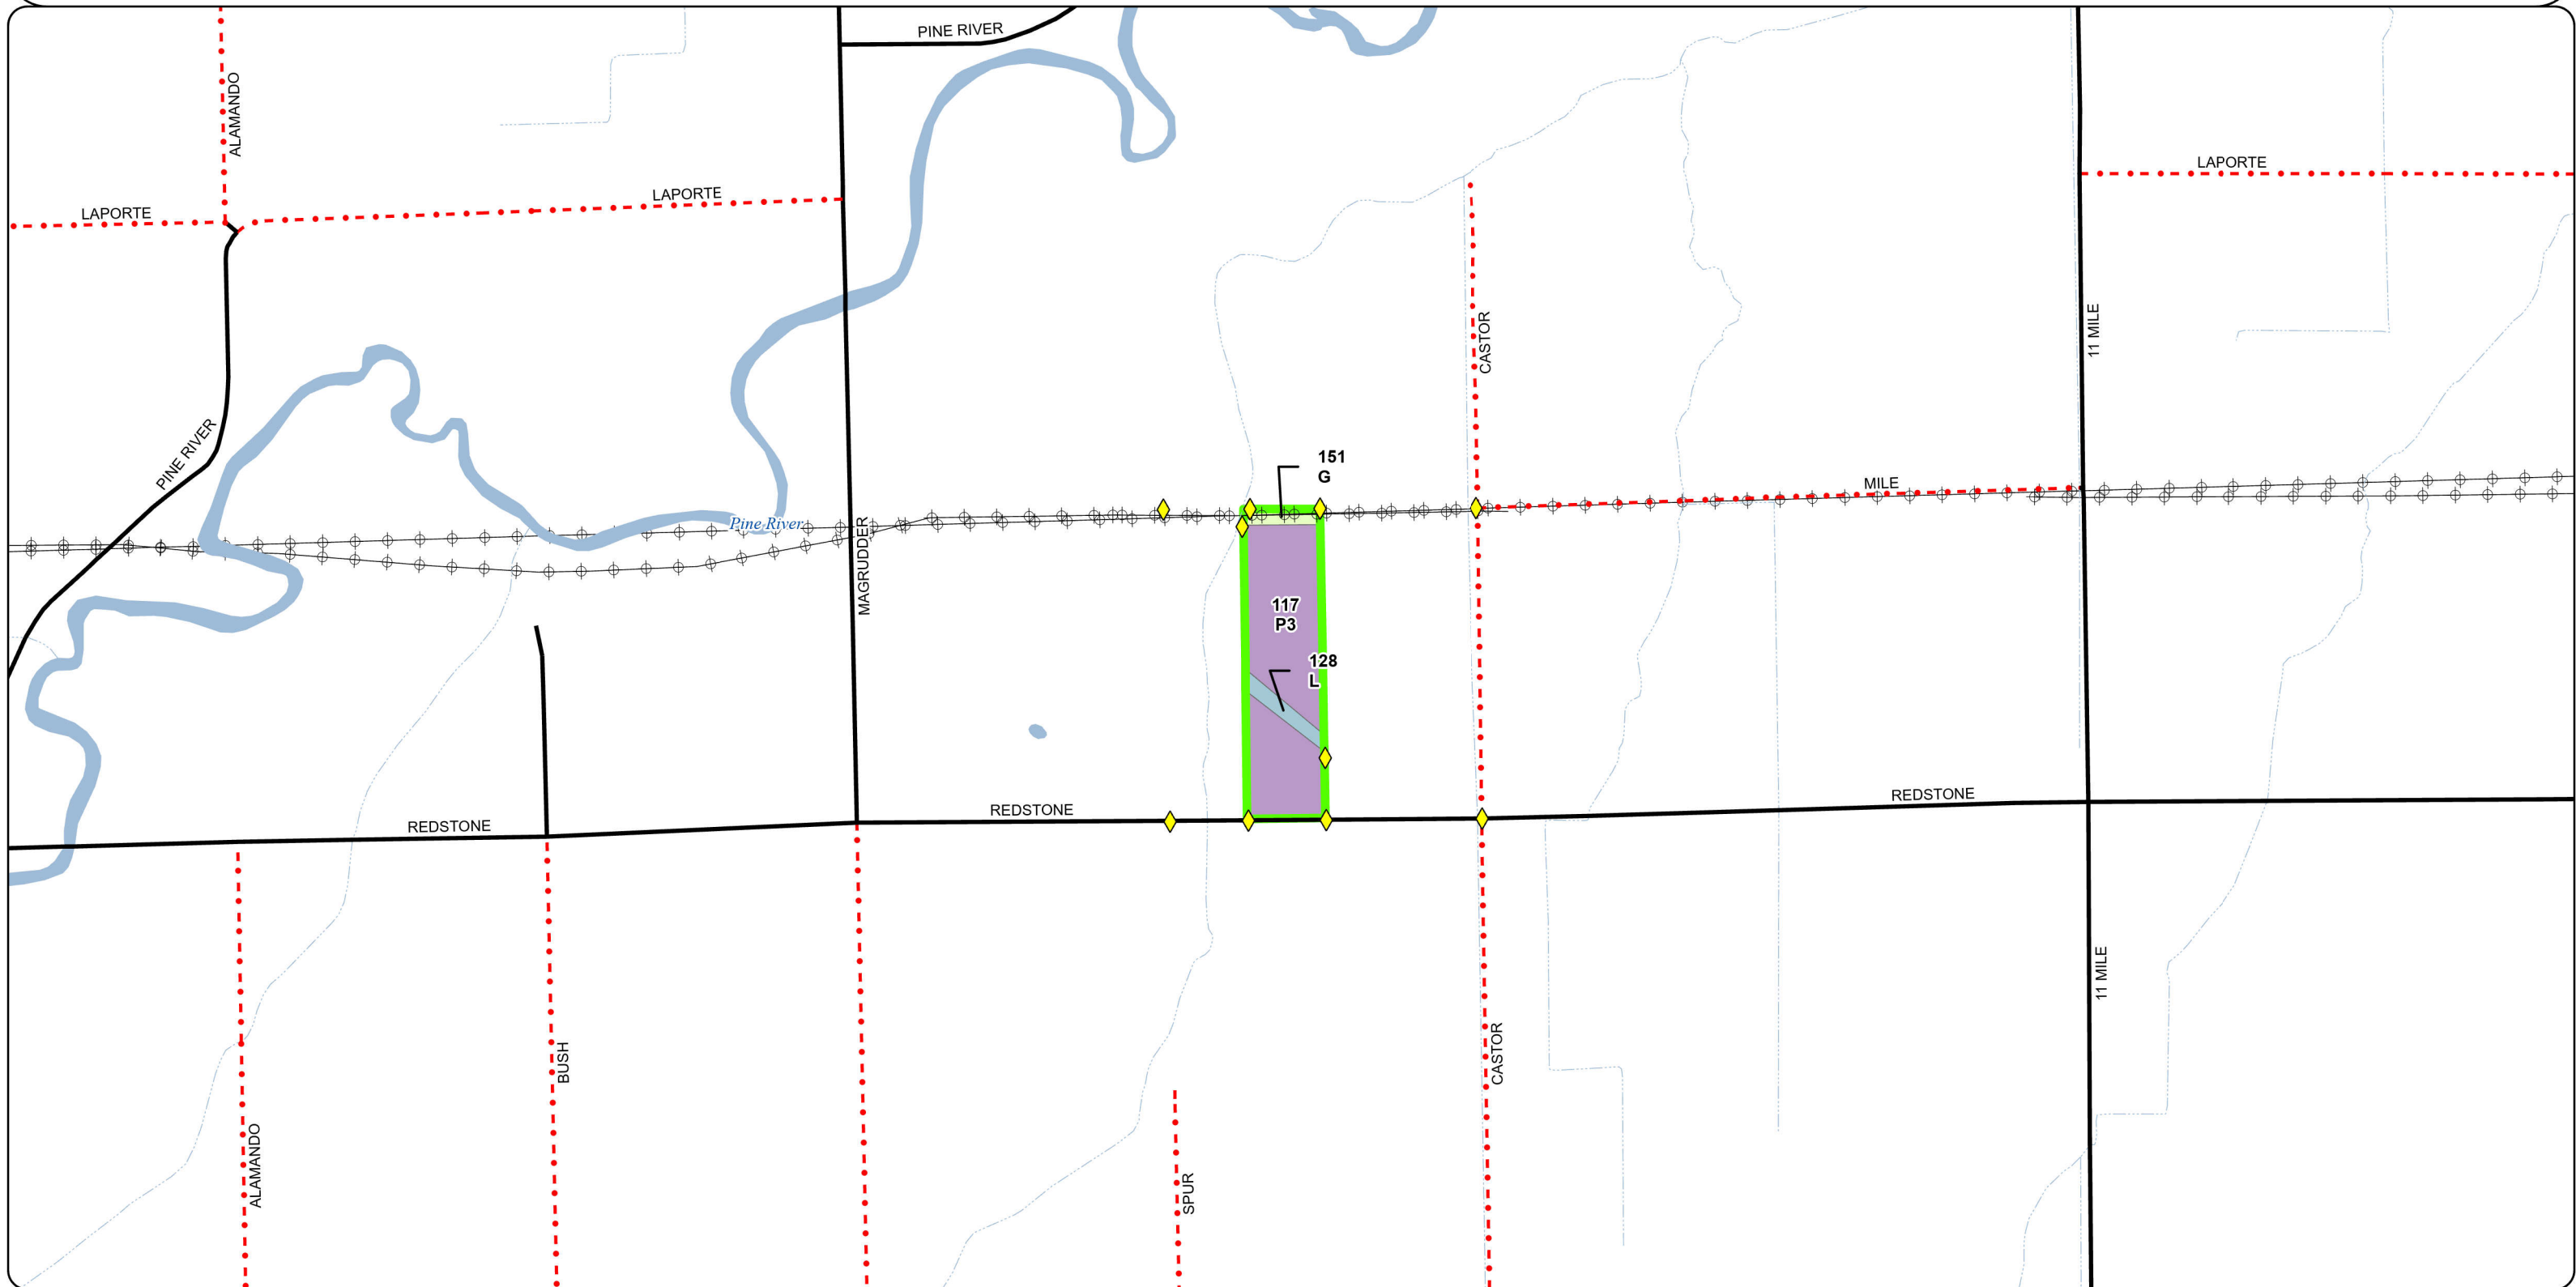 PINE RIVER
ALAMANDO
LAPORTE
LAPORTE
LAPORTE
CASTOR
11 MILE
PINE RIVER
151
G
MILE
Pine River
MAGRUDDER
117
P3
128
L
REDSTONE
REDSTONE
REDSTONE
11 MILE
BUSH
CASTOR
ALAMANDO
SPUR